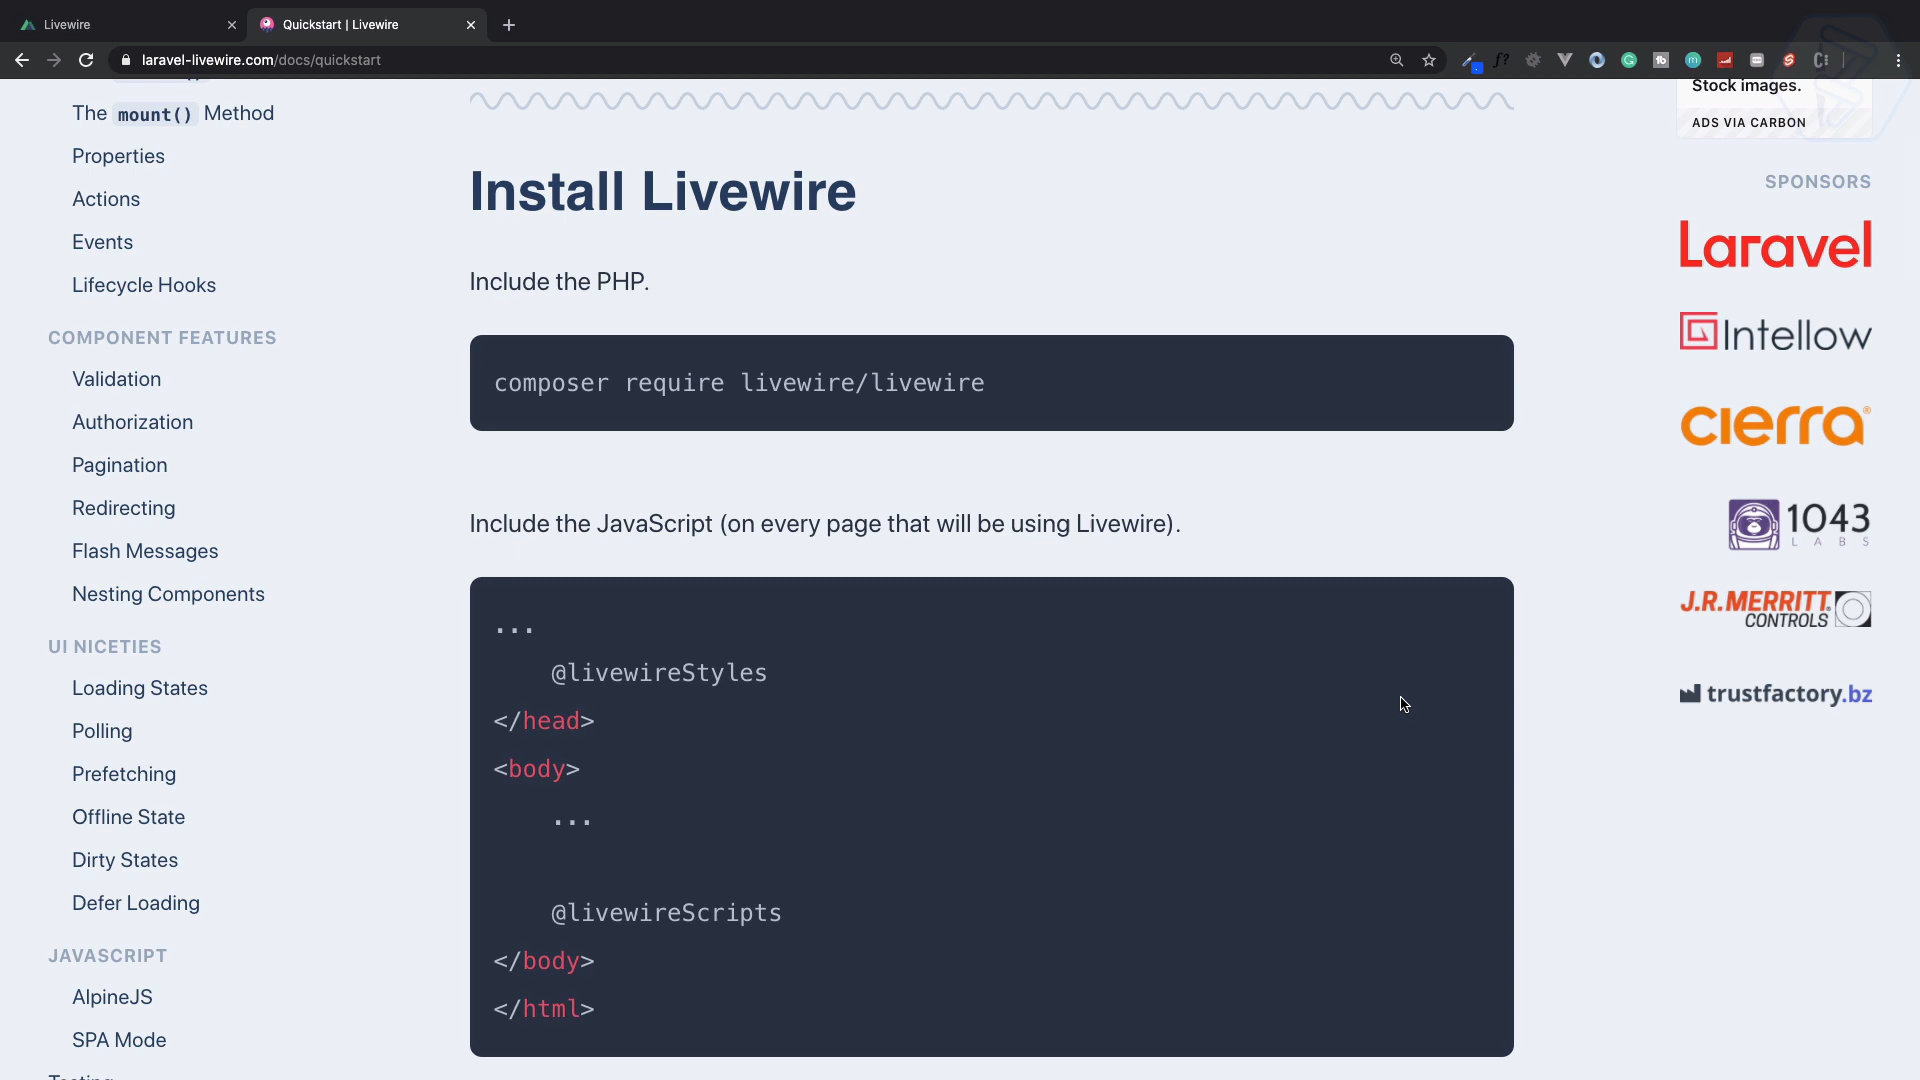 Livewire
Quickstart | Livewire
laravel-livewire.com/docs/quickstart
The mount() Method
Properties
Actions
Events
Lifecycle Hooks
COMPONENT FEATURES
Validation
Authorization
Pagination
Redirecting
Flash Messages
Nesting Components
UI NICETIES
Loading States
Polling
Prefetching
Offline State
Dirty States
Defer Loading
JAVASCRIPT
AlpineJS
SPA Mode
Install Livewire
Include the PHP.
composer require livewire/livewire
Include the JavaScript (on every page that will be using Livewire).
...
@livewireStyles
</head>
<body>
...
@livewireScripts
</body>
</html>
Stock images.
ADS VIA CARBON
SPONSORS
Laravel
Intellow
cierra
1043
LABS
J.R.MERRITT
CONTROLS
trustfactory.bz